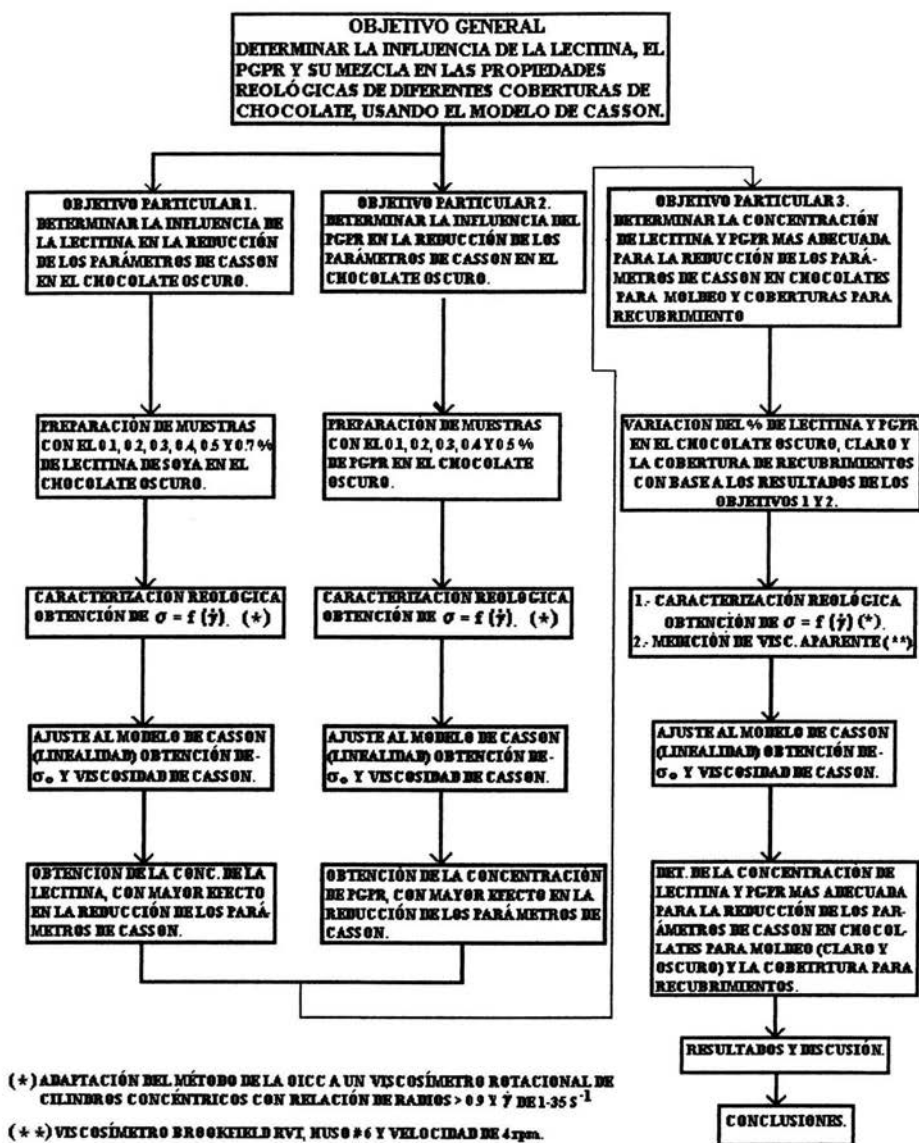 OBJETIVO GENERAL
DETERMINAR LA INFLUENCIA DE LA LECITINA, EL
PGPR Y SU MEZCLA EN LAS PROPIEDADES
REOLÓGICAS DE DIFERENTES COBERTURAS DE
CHOCOLATE, USANDO EL MODELO DE CASSON.
OBJETIVO PARTICULAR 1.
DETERMINAR LA INFLUENCIA DE
LA LECITINA EN LA REDUCCIÓN
DE LOS PARÁMETROS DE CASSON
EN EL CHOCOLATE OSCURO.
PREPARACIÓN DE MUESTRAS
CON EL 0.1, 0.2, 0.3, 0.4, 0.5 Y 0.7 %
DE LECITINA DE SOYA EN EL
CHOCOLATE OSCURO.
CARACTERIZACION REOLÓGICA
OBTENCIÓN DE σ = f (γ̇). (*)
AJUSTE AL MODELO DE CASSON
(LINEALIDAD) OBTENCIÓN DE-
σ₀ Y VISCOSIDAD DE CASSON.
OBTENCIÓN DE LA CONC. DE LA
LECITINA, CON MAYOR EFECTO
EN LA REDUCCIÓN DE LOS PARÁ-
METROS DE CASSON.
OBJETIVO PARTICULAR 2.
DETERMINAR LA INFLUENCIA DEL
PGPR EN LA REDUCCIÓN DE LOS
PARÁMETROS DE CASSON EN EL
CHOCOLATE OSCURO.
PREPARACIÓN DE MUESTRAS
CON EL 0.1, 0.2, 0.3, 0.4 Y 0.5 %
DE PGPR EN EL CHOCOLATE
OSCURO.
CARACTERIZACION REOLÓGICA
OBTENCIÓN DE σ = f (γ̇). (*)
AJUSTE AL MODELO DE CASSON
(LINEALIDAD) OBTENCIÓN DE-
σ₀ Y VISCOSIDAD DE CASSON.
OBTENCIÓN DE LA CONCENTRACIÓN
DE PGPR, CON MAYOR EFECTO EN LA
REDUCCIÓN DE LOS PARÁMETROS DE
CASSON.
OBJETIVO PARTICULAR 3.
DETERMINAR LA CONCENTRACIÓN
DE LECITINA Y PGPR MAS ADECUADA
PARA LA REDUCCIÓN DE LOS PARÁ-
METROS DE CASSON EN CHOCOLATES
PARA MOLDEO Y COBERTURAS PARA
RECUBRIMIENTO
VARIACION DEL % DE LECITINA Y PGPR
EN EL CHOCOLATE OSCURO, CLARO Y
LA COBERTURA DE RECUBRIMIENTOS
CON BASE A LOS RESULTADOS DE LOS
OBJETIVOS 1 Y 2.
1.- CARACTERIZACIÓN REOLÓGICA
OBTENCIÓN DE σ = f (γ̇) (*).
2.- MEDICIÓN DE VISC. APARENTE (**)
AJUSTE AL MODELO DE CASSON
(LINEALIDAD) OBTENCIÓN DE-
σ₀ Y VISCOSIDAD DE CASSON.
DET. DE LA CONCENTRACIÓN DE
LECITINA Y PGPR MAS ADECUADA
PARA LA REDUCCIÓN DE LOS PAR-
ÁMETROS DE CASSON EN CHOCOL-
LATES PARA MOLDEO (CLARO Y
OSCURO) Y LA COBETRTURA PARA
RECUBRIMIENTOS.
RESULTADOS Y DISCUSIÓN.
CONCLUSIONES.
(*) ADAPTACIÓN DEL MÉTODO DE LA OICC A UN VISCOSÍMETRO ROTACIONAL DE
CILINDROS CONCÉNTRICOS CON RELACIÓN DE RADIOS > 0.9 Y γ̇ DE 1-35 S⁻¹
(**) VISCOSÍMETRO BROOKFIELD RVT, HUSO # 6 Y VELOCIDAD DE 4 rpm.